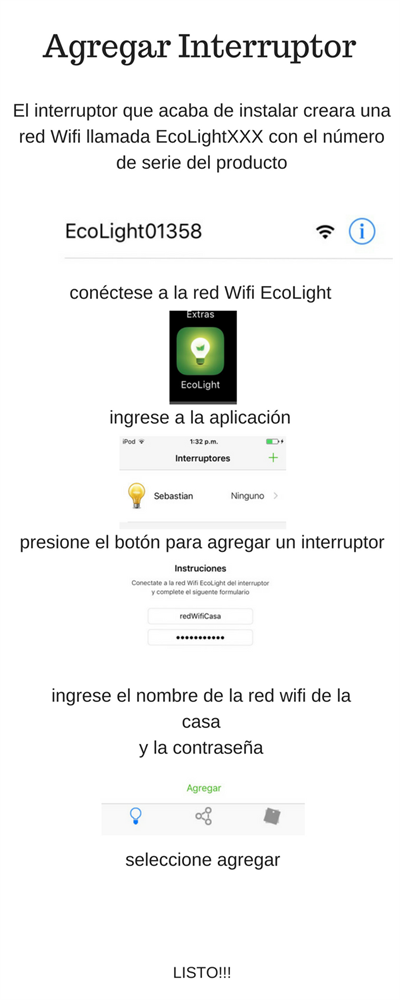 Agregar Interruptor
El interruptor que acaba de instalar creara una
red Wifi llamada EcoLightXXX con el número
de serie del producto
EcoLight01358
conéctese a la red Wifi EcoLight
Extras
EcoLight
ingrese a la aplicación
iPod 1:32 p.m.
Interruptores +
Sebastian Ninguno >
presione el botón para agregar un interruptor
Instruciones
Conectate a la red Wifi EcoLight del interruptor
y complete el siguente formulario
redWifiCasa
•••••••••••
ingrese el nombre de la red wifi de la
casa
y la contraseña
Agregar
seleccione agregar
LISTO!!!